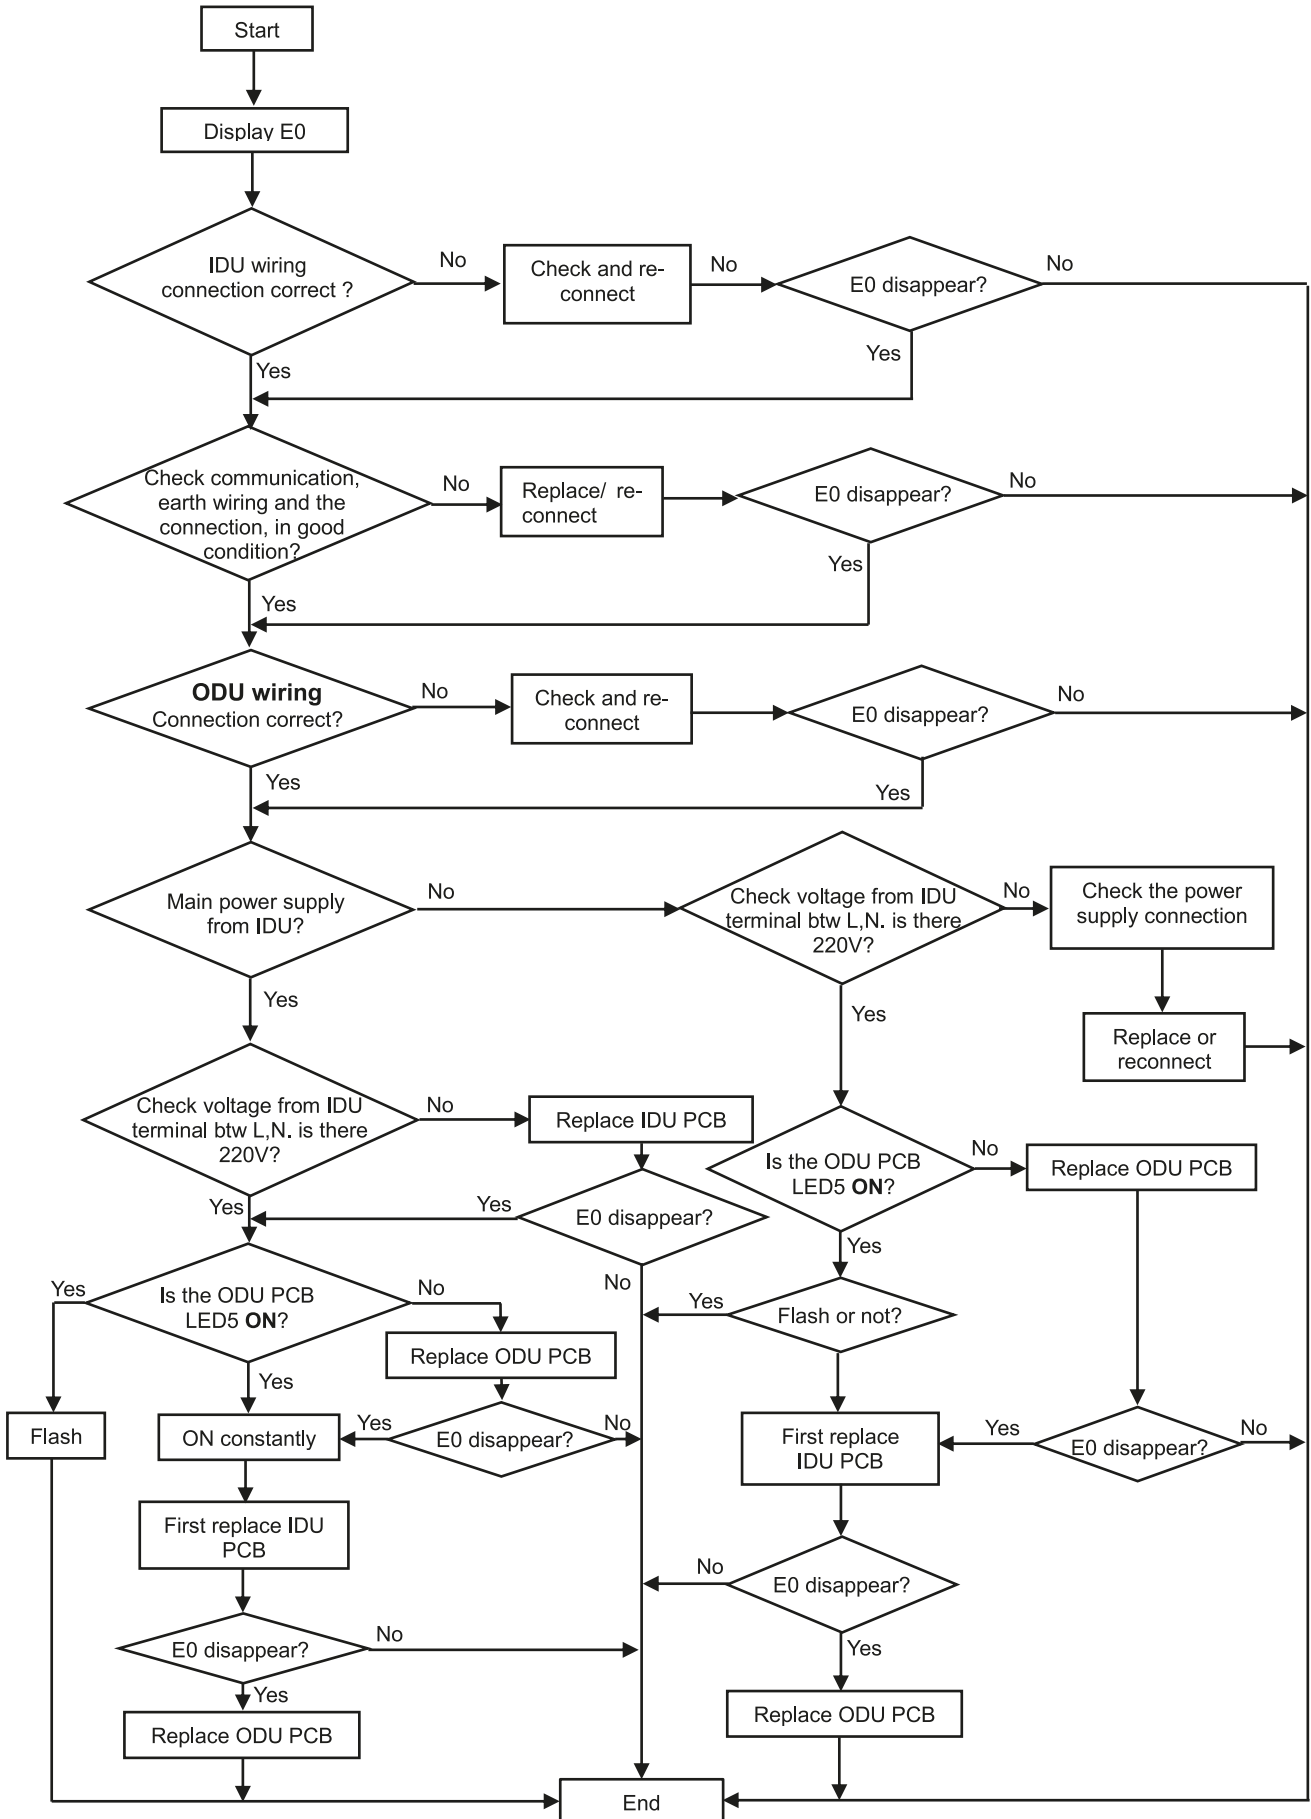 Start
Display E0
IDU wiring
connection correct ?
No
Check and re-
connect
No
E0 disappear?
No
Yes
Yes
Check communication,
earth wiring and the
connection, in good
condition?
No
Replace/ re-
connect
E0 disappear?
No
Yes
Yes
ODU wiring
Connection correct?
No
Check and re-
connect
E0 disappear?
No
Yes
Yes
Main power supply
from IDU?
No
Check voltage from IDU
terminal btw L,N. is there
220V?
No
Check the power
supply connection
Yes
Yes
Replace or
reconnect
Check voltage from IDU
terminal btw L,N. is there
220V?
No
Replace IDU PCB
Is the ODU PCB
LED5 ON?
No
Replace ODU PCB
Yes
Yes
E0 disappear?
Yes
No
Yes
Is the ODU PCB
LED5 ON?
No
Yes
Flash or not?
Replace ODU PCB
Yes
Flash
ON constantly
Yes
E0 disappear?
No
First replace
IDU PCB
Yes
E0 disappear?
No
First replace IDU
PCB
No
E0 disappear?
E0 disappear?
No
Yes
Yes
Replace ODU PCB
Replace ODU PCB
End